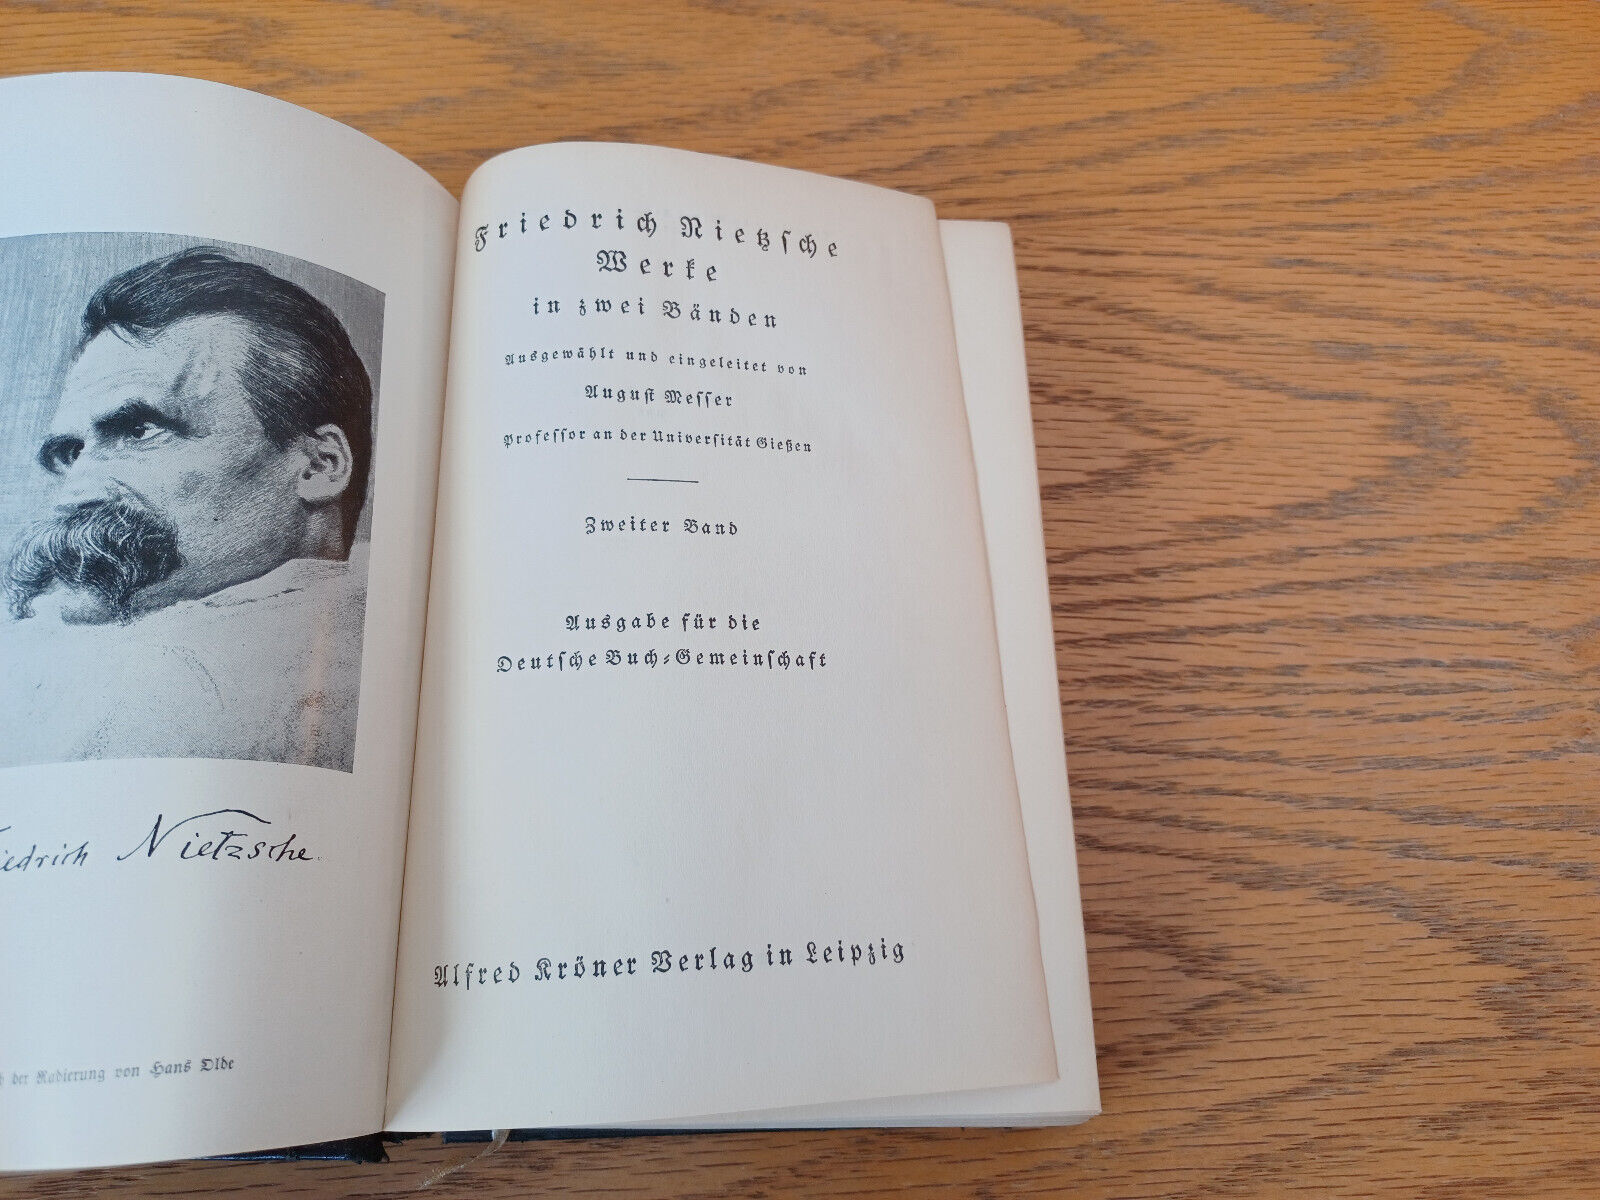 Nietzsche.
der Radierung von Hans Olde
Friedrich Nietzsche
Werke
in zwei Bänden
Ausgewählt und eingeleitet von
August Messer
Professor an der Universität Gießen
Zweiter Band
Ausgabe für die
Deutsche Buch-Gemeinschaft
Alfred Kröner Verlag in Leipzig